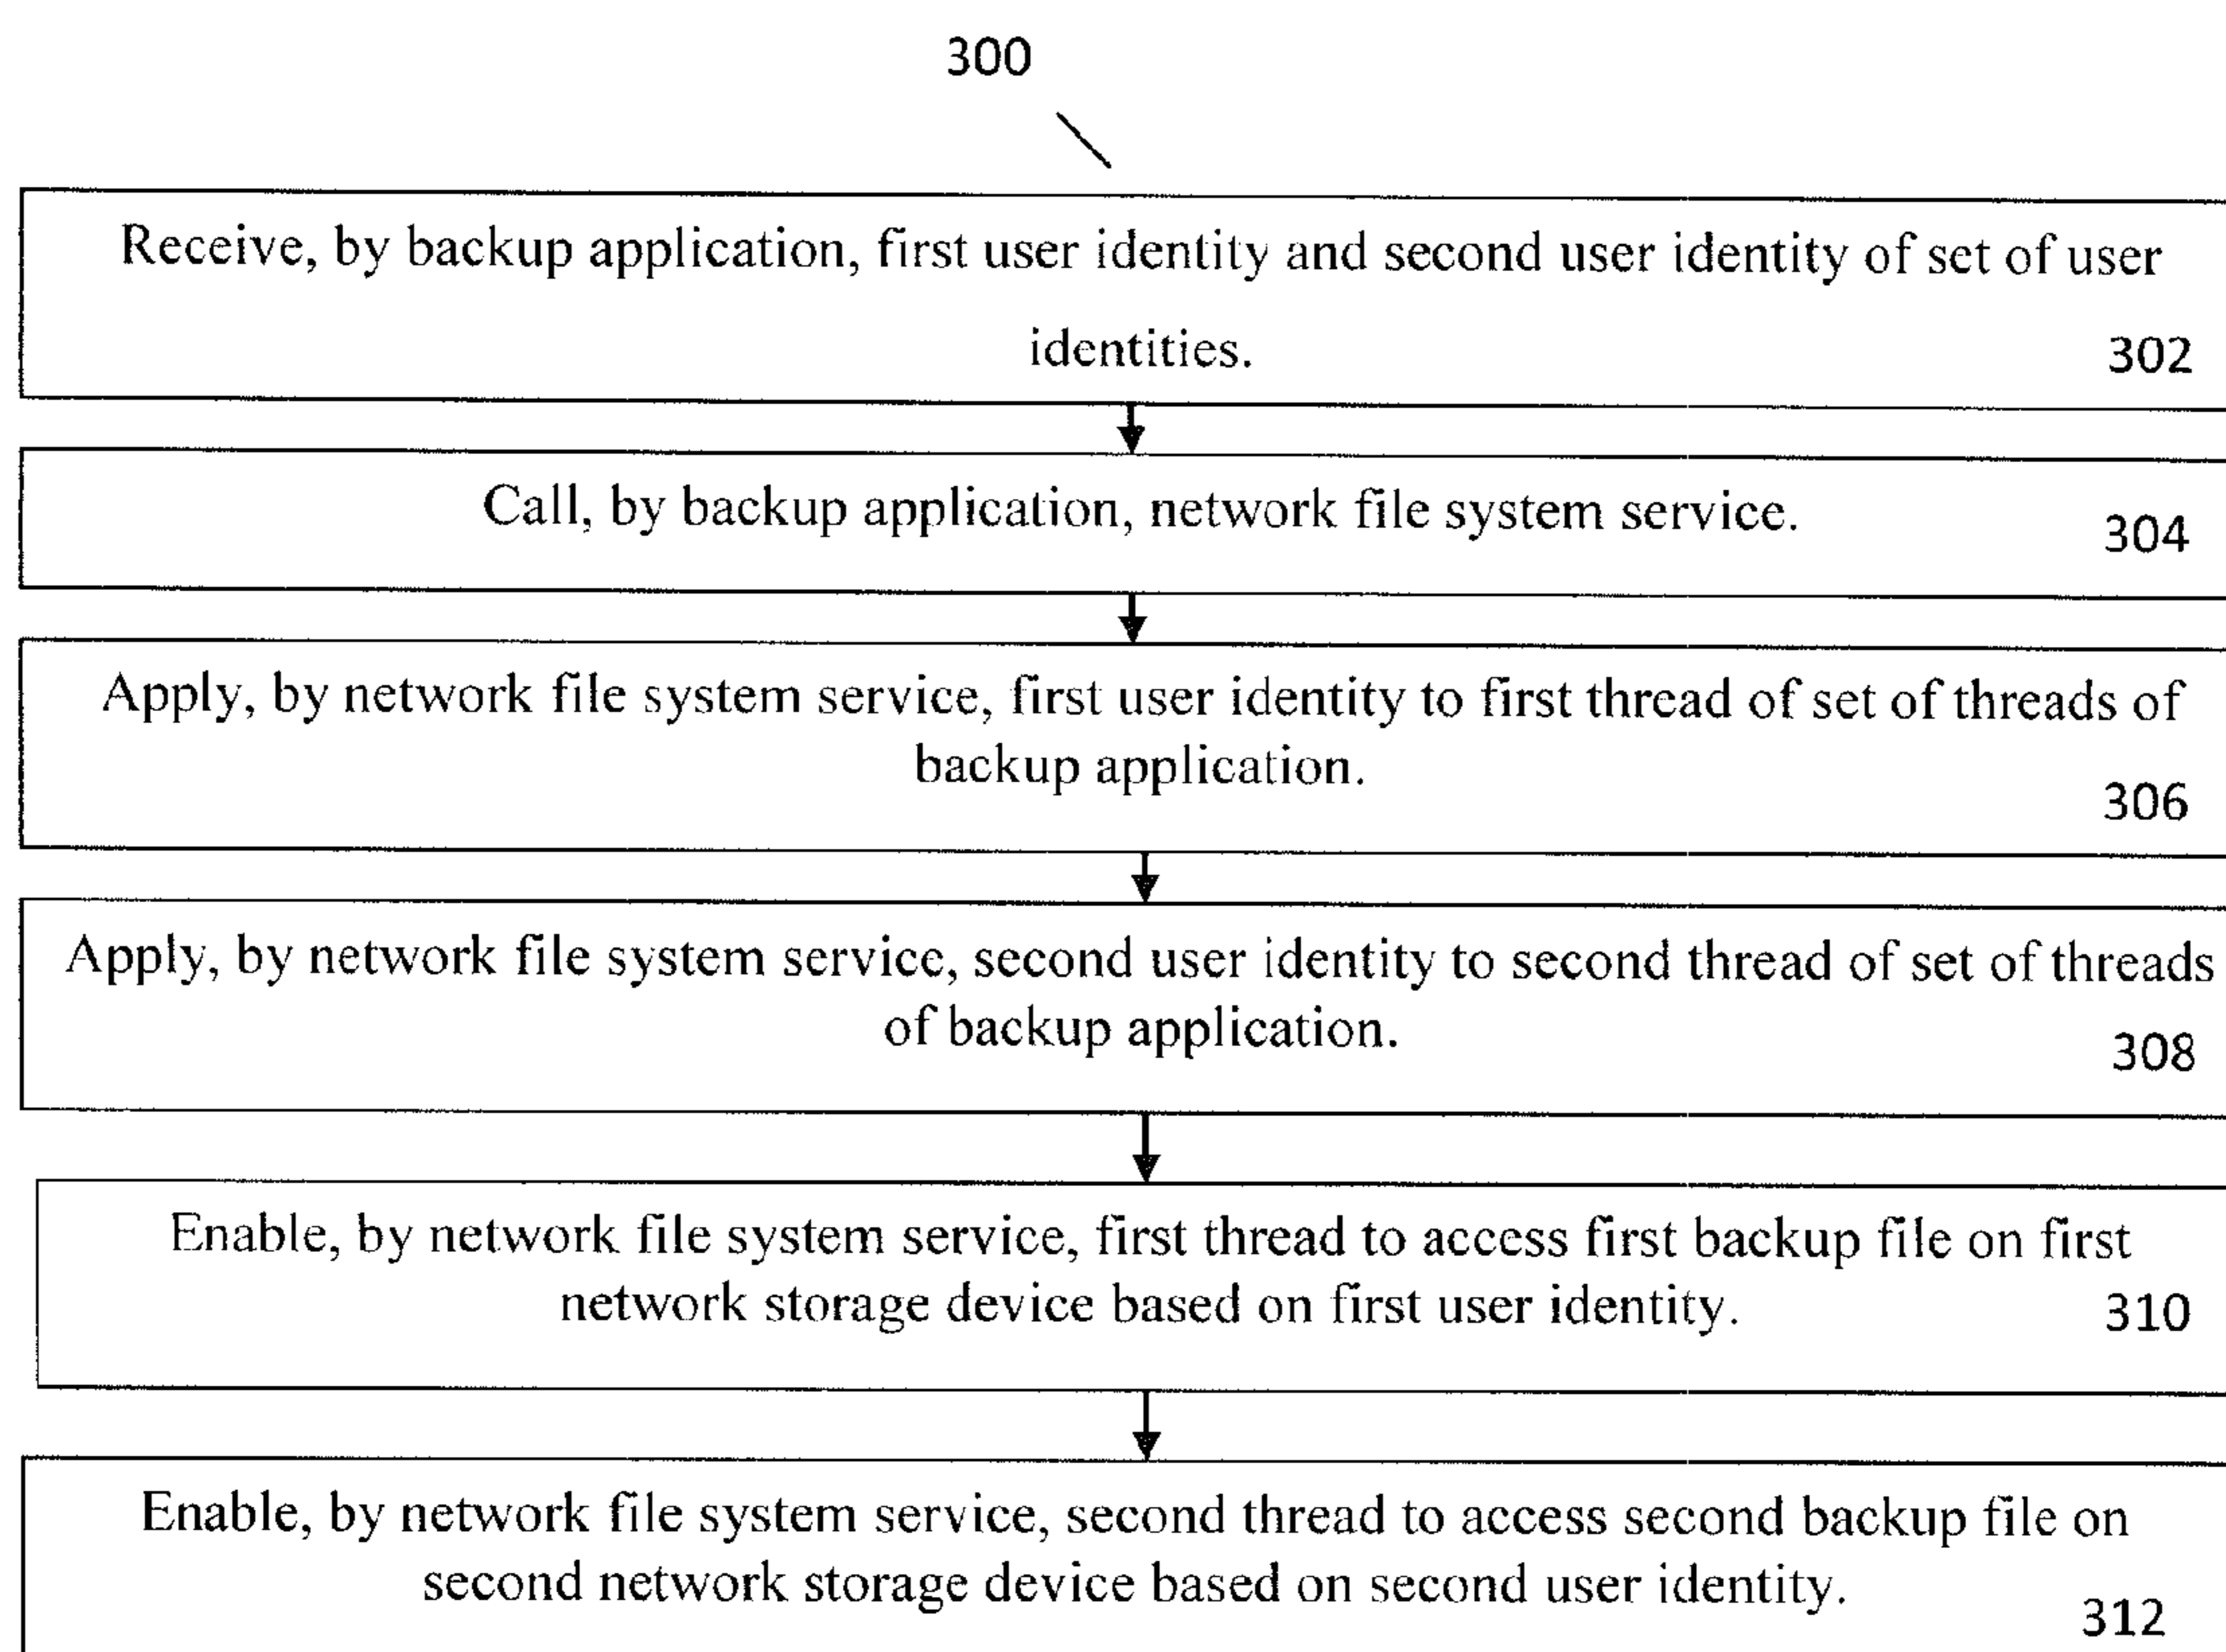 300
Receive, by backup application, first user identity and second user identity of set of user
identities.
302
Call, by backup application, network file system service.
304
Apply, by network file system service, first user identity to first thread of set of threads of
backup application.
306
Apply, by network file system service, second user identity to second thread of set of threads
of backup application.
308
Enable, by network file system service, first thread to access first backup file on first
network storage device based on first user identity.
310
Enable, by network file system service, second thread to access second backup file on
second network storage device based on second user identity.
312